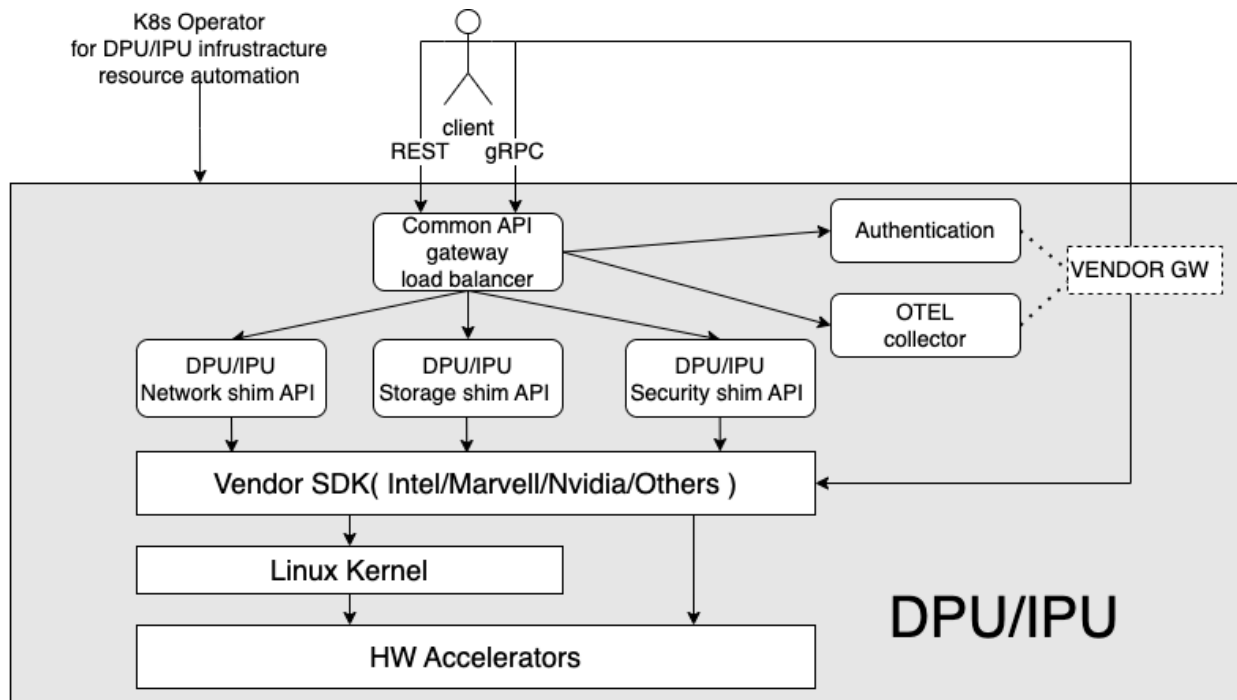 K8s Operator
for DPU/IPU infrustracture
resource automation
client
REST
gRPC
Common API
gateway
load balancer
Authentication
VENDOR GW
OTEL
collector
DPU/IPU
Network shim API
DPU/IPU
Storage shim API
DPU/IPU
Security shim API
Vendor SDK( Intel/Marvell/Nvidia/Others )
Linux Kernel
HW Accelerators
DPU/IPU